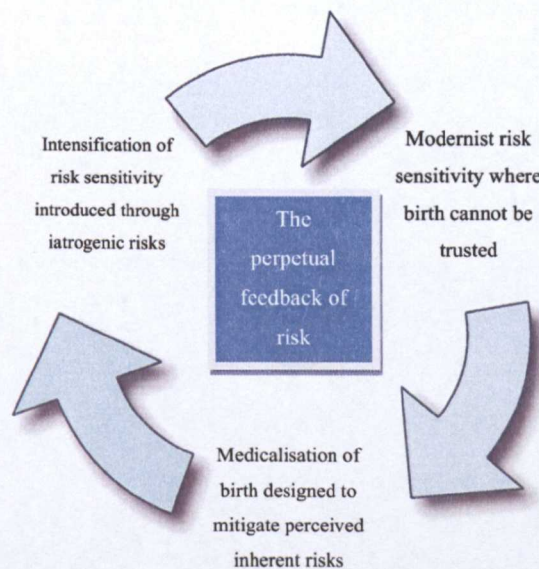 Intensification of
risk sensitivity
introduced through
iatrogenic risks
Modernist risk
sensitivity where
birth cannot be
trusted
The
perpetual
feedback of
risk
Medicalisation of
birth designed to
mitigate perceived
inherent risks